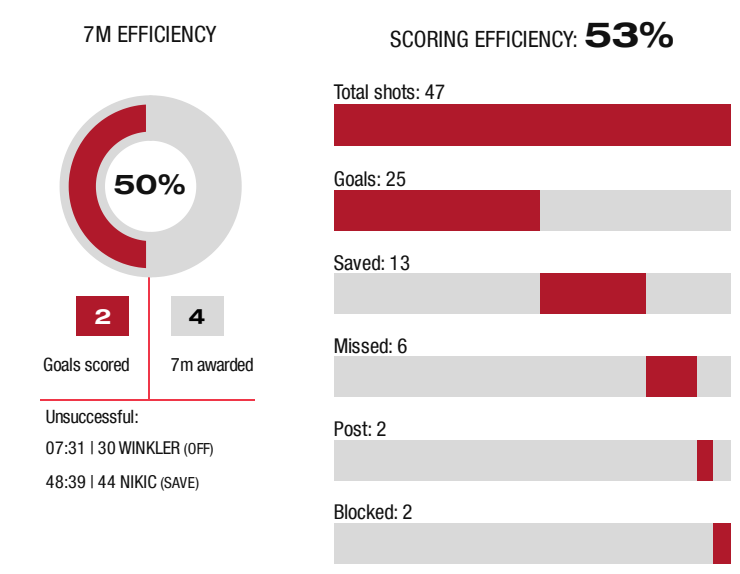 7M EFFICIENCY
50%
2
4
Goals scored
7m awarded
Unsuccessful:
07:31 | 30 WINKLER (OFF)
48:39 | 44 NIKIC (SAVE)
SCORING EFFICIENCY: 53%
Total shots: 47
Goals: 25
Saved: 13
Missed: 6
Post: 2
Blocked: 2